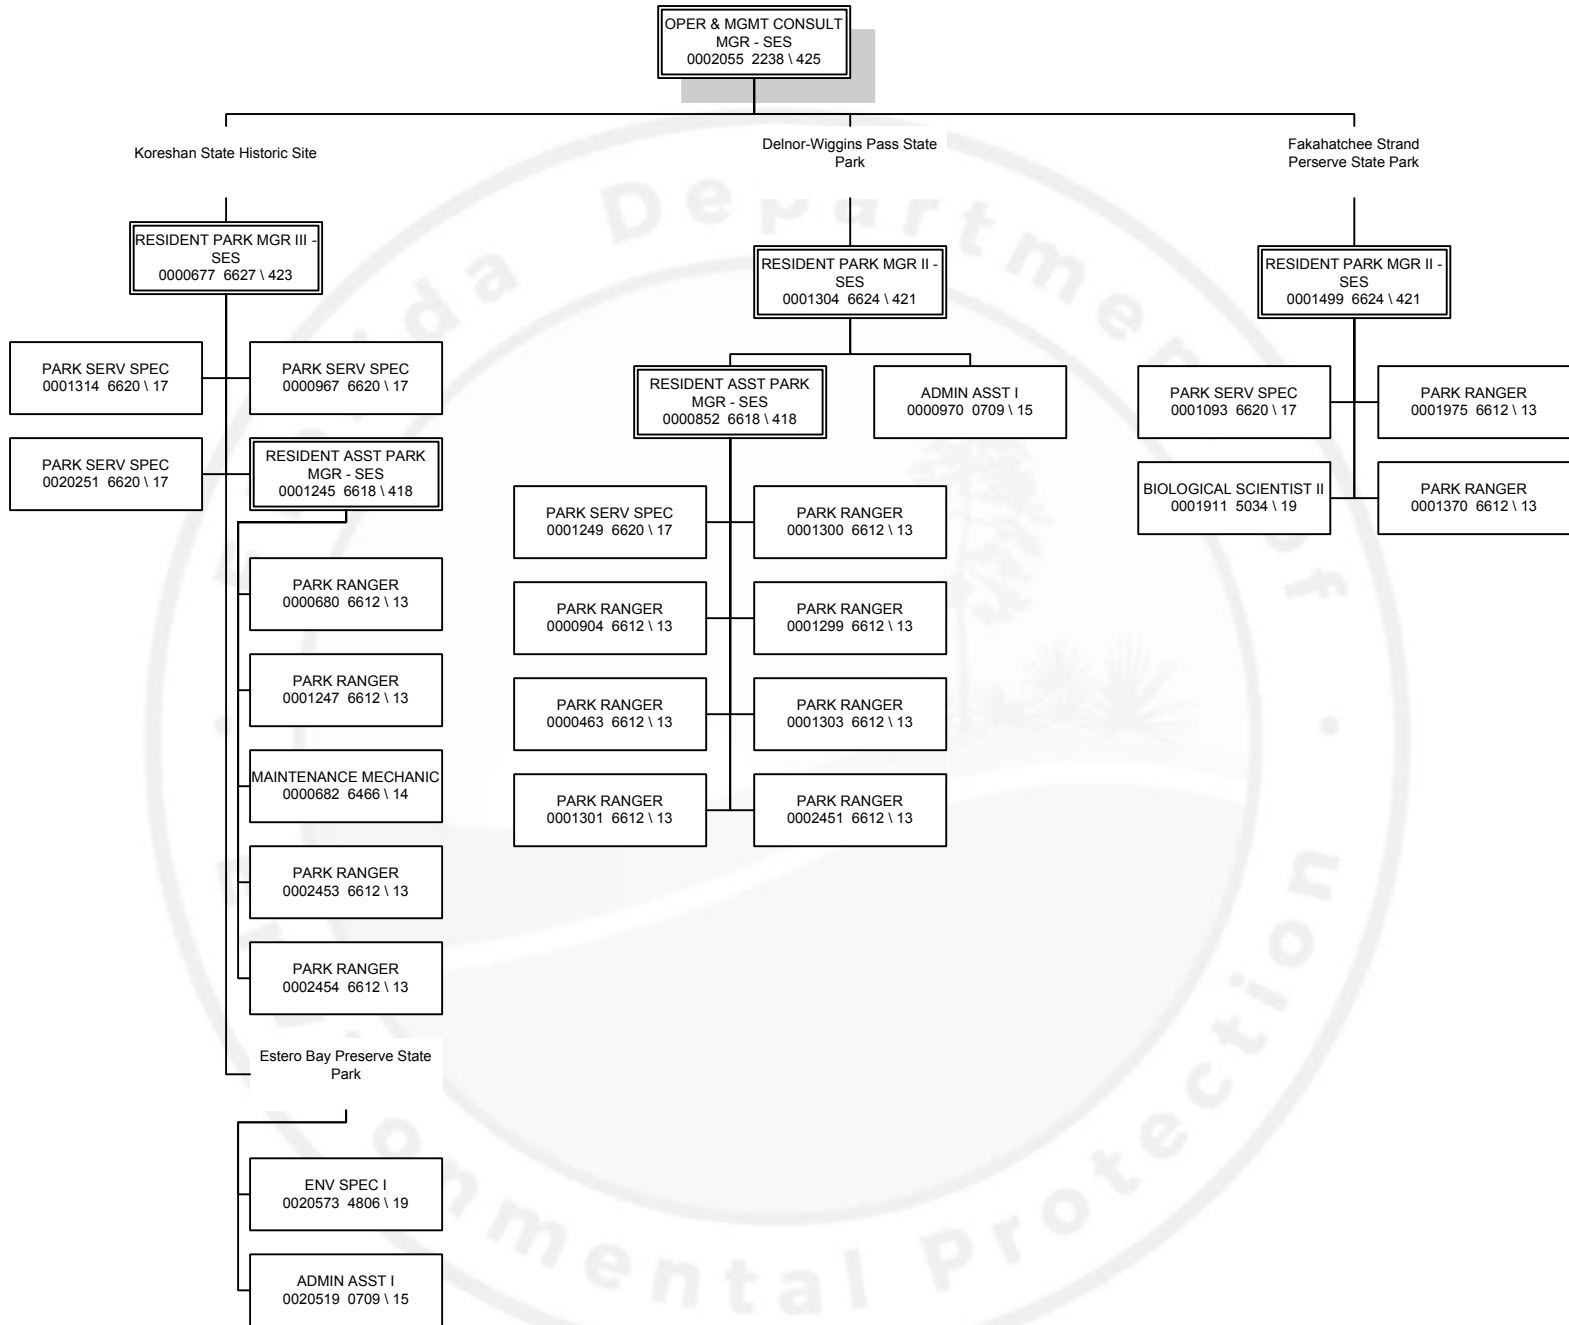 OPER & MGMT CONSULT
MGR - SES
0002055 2238 \ 425
Koreshan State Historic Site
Delnor-Wiggins Pass State
Park
Fakahatchee Strand
Perserve State Park
RESIDENT PARK MGR III -
SES
0000677 6627 \ 423
RESIDENT PARK MGR II -
SES
0001304 6624 \ 421
RESIDENT PARK MGR II -
SES
0001499 6624 \ 421
PARK SERV SPEC
0001314 6620 \ 17
PARK SERV SPEC
0000967 6620 \ 17
PARK SERV SPEC
0020251 6620 \ 17
RESIDENT ASST PARK
MGR - SES
0001245 6618 \ 418
PARK RANGER
0000680 6612 \ 13
PARK RANGER
0001247 6612 \ 13
MAINTENANCE MECHANIC
0000682 6466 \ 14
PARK RANGER
0002453 6612 \ 13
PARK RANGER
0002454 6612 \ 13
Estero Bay Preserve State
Park
ENV SPEC I
0020573 4806 \ 19
ADMIN ASST I
0020519 0709 \ 15
RESIDENT ASST PARK
MGR - SES
0000852 6618 \ 418
ADMIN ASST I
0000970 0709 \ 15
PARK SERV SPEC
0001249 6620 \ 17
PARK RANGER
0001300 6612 \ 13
PARK RANGER
0000904 6612 \ 13
PARK RANGER
0001299 6612 \ 13
PARK RANGER
0000463 6612 \ 13
PARK RANGER
0001303 6612 \ 13
PARK RANGER
0001301 6612 \ 13
PARK RANGER
0002451 6612 \ 13
PARK SERV SPEC
0001093 6620 \ 17
PARK RANGER
0001975 6612 \ 13
BIOLOGICAL SCIENTIST II
0001911 5034 \ 19
PARK RANGER
0001370 6612 \ 13
Department of
Protection